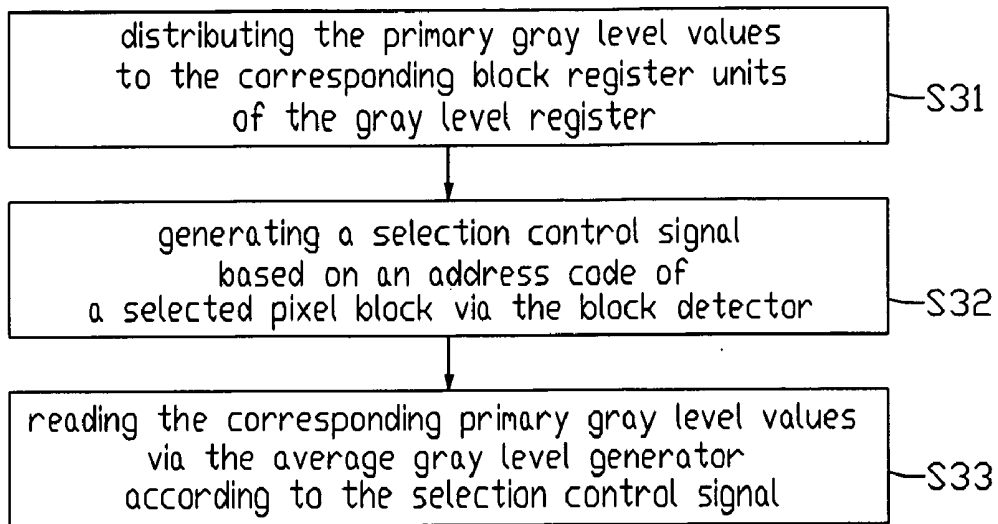 distributing the primary gray level values
to the corresponding block register units
of the gray level register
S31
generating a selection control signal
based on an address code of
a selected pixel block via the block detector
S32
reading the corresponding primary gray level values
via the average gray level generator
according to the selection control signal
S33